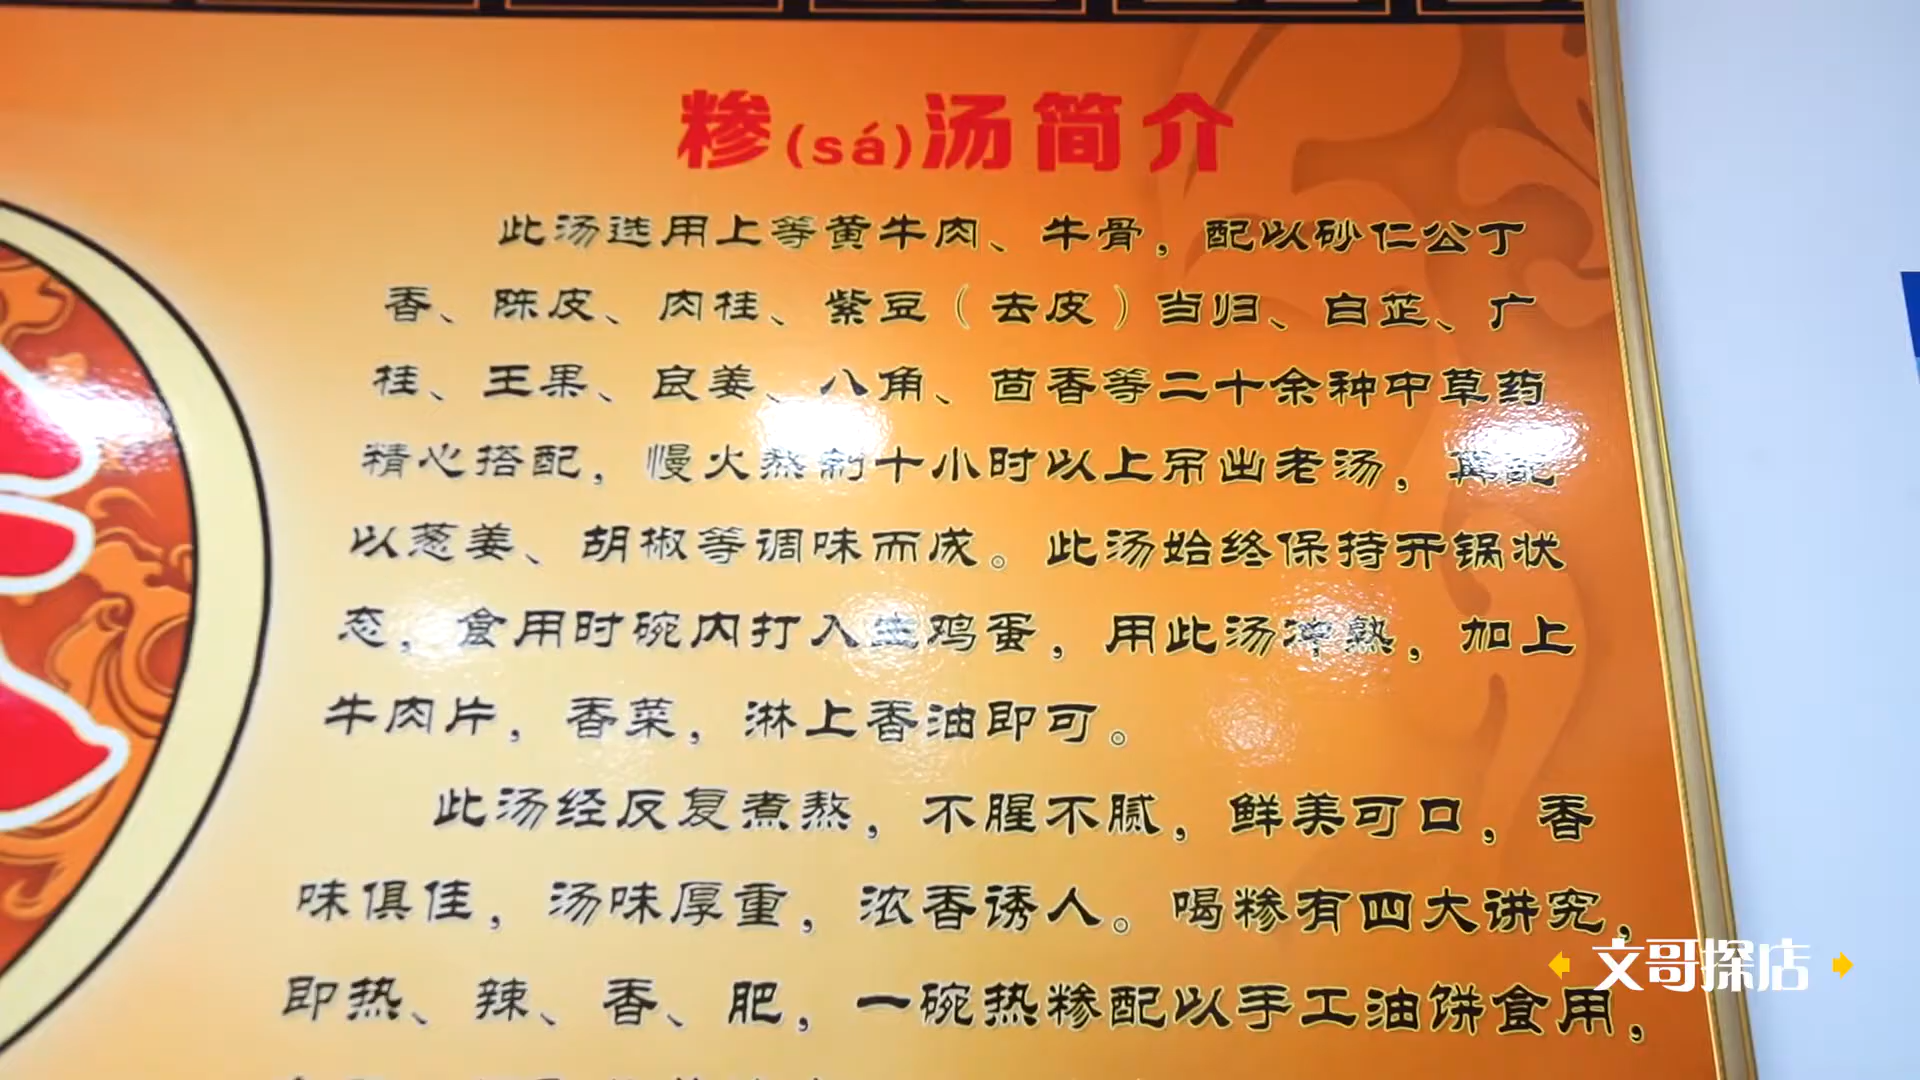 糁(sá)汤简介
此汤选用上等黄牛肉、牛骨，配以砂仁公丁
香、陈皮、肉桂、紫豆（去皮）当归、白芷、广
桂、王果、良姜、八角、茴香等二十余种中草药
精心搭配，慢火熬制十小时以上吊出老汤，再配
以葱姜、胡椒等调味而成。此汤始终保持开锅状
态，食用时碗内打入生鸡蛋，用此汤冲熟，加上
牛肉片，香菜，淋上香油即可。
此汤经反复煮熬，不腥不腻，鲜美可口，香
味俱佳，汤味厚重，浓香诱人。喝糁有四大讲究，
即热、辣、香、肥，一碗热糁配以手工油饼食用，
文哥探店